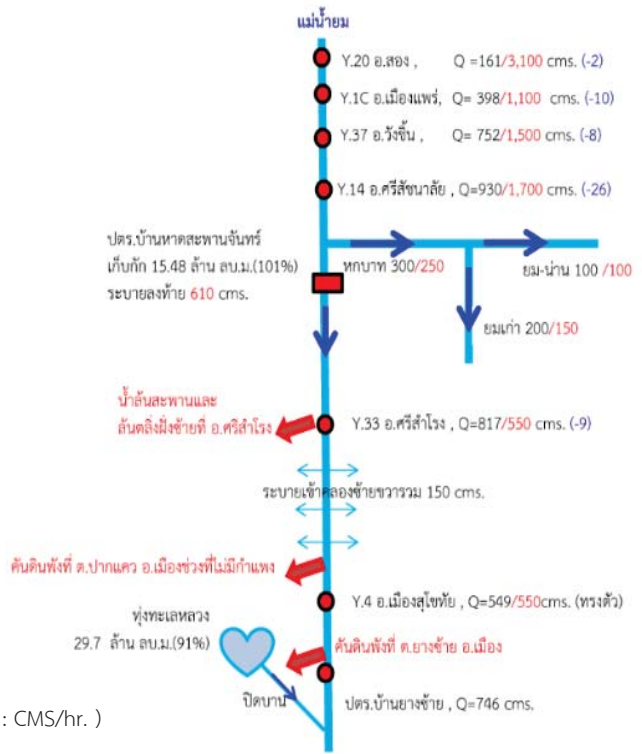 แม่น้ำยม
Y.20 อ.สอง , Q =161/3,100 cms. (-2)
Y.1C อ.เมืองแพร่, Q= 398/1,100 cms. (-10)
Y.37 อ.วังชิ้น , Q= 752/1,500 cms. (-8)
Y.14 อ.ศรีสัชนาลัย , Q=930/1,700 cms. (-26)
ปตร.บ้านหาดสะพานจันทร์
เก็บกัก 15.48 ล้าน ลบ.ม.(101%)
ระบายลงท้าย 610 cms.
หกบาท 300/250
ยม-น่าน 100 /100
ยมเก่า 200/150
น้ำล้นสะพานและ
ล้นตลิ่งฝั่งซ้ายที่ อ.ศรีสำโรง
Y.33 อ.ศรีสำโรง , Q=817/550 cms. (-9)
ระบายเข้าคลองซ้ายขวารวม 150 cms.
คันดินพังที่ ต.ปากแคว อ.เมืองช่วงที่ไม่มีกำแพง
Y.4 อ.เมืองสุโขทัย , Q=549/550cms. (ทรงตัว)
ทุ่งทะเลหลวง
29.7 ล้าน ลบ.ม.(91%)
คันดินพังที่ ต.ยางซ้าย อ.เมือง
ปิดบาน
ปตร.บ้านยางซ้าย , Q=746 cms.
: CMS/hr. )